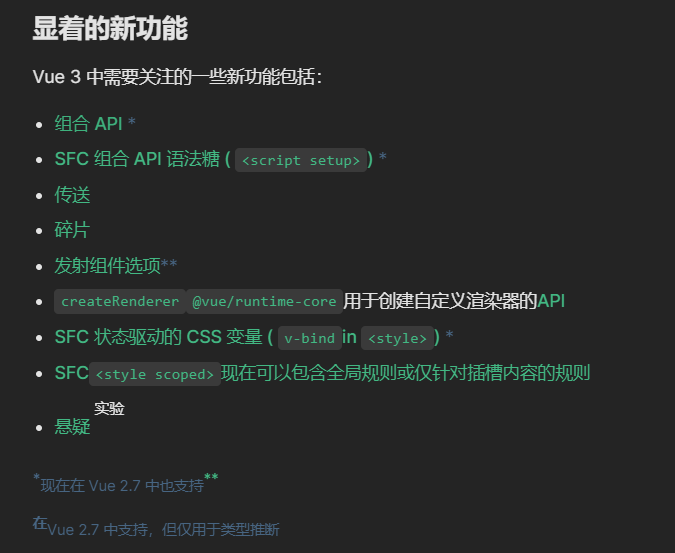 显着的新功能
Vue 3 中需要关注的一些新功能包括：
组合 API *
SFC 组合 API 语法糖 ( <script setup>) *
传送
碎片
发射组件选项**
createRenderer @vue/runtime-core用于创建自定义渲染器的API
SFC 状态驱动的 CSS 变量 ( v-bind in <style>) *
SFC<style scoped>现在可以包含全局规则或仅针对插槽内容的规则
悬疑 实验
*现在在 Vue 2.7 中也支持**
在Vue 2.7 中支持，但仅用于类型推断